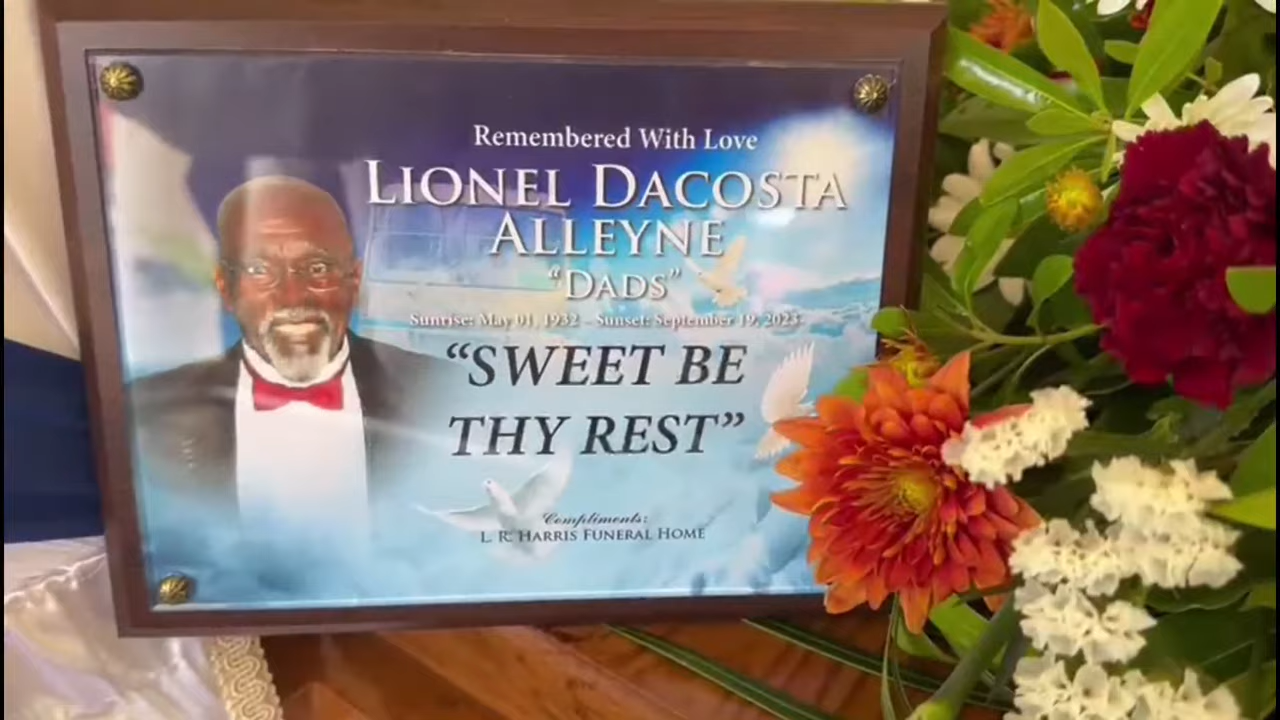 Remembered With Love
LIONEL DACOSTA
ALLEYNE
“DADS”
Sunrise: May 01, 1932 – Sunset: September 19, 2023
“SWEET BE
THY REST”
Compliments:
L. R. HARRIS FUNERAL HOME